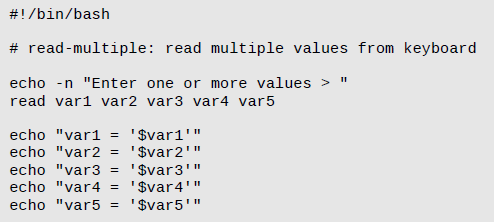 #!/bin/bash
# read-multiple: read multiple values from keyboard
echo -n "Enter one or more values > "
read var1 var2 var3 var4 var5
echo "var1 = '$var1'"
echo "var2 = '$var2'"
echo "var3 = '$var3'"
echo "var4 = '$var4'"
echo "var5 = '$var5'"